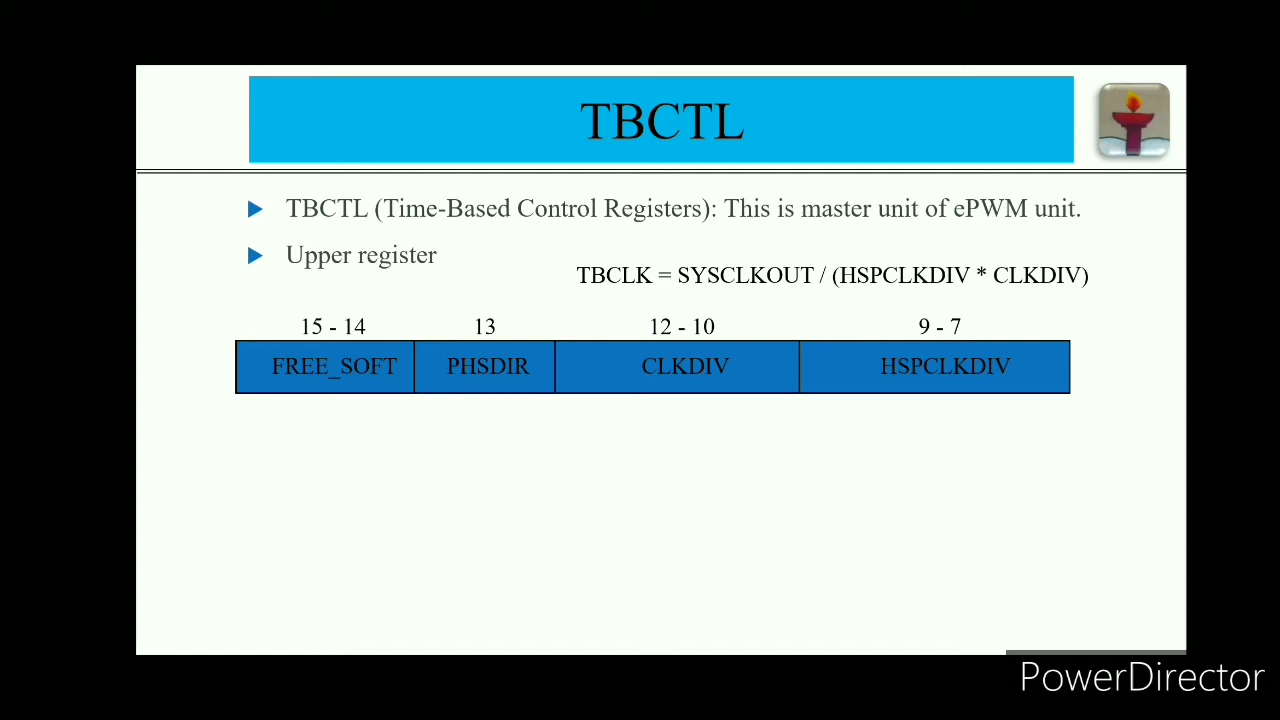 TBCTL
TBCTL (Time-Based Control Registers): This is master unit of ePWM unit.
Upper register
TBCLK = SYSCLKOUT / (HSPCLKDIV * CLKDIV)
15 - 14 13 12 - 10 9 - 7
FREE_SOFT PHSDIR CLKDIV HSPCLKDIV
PowerDirector